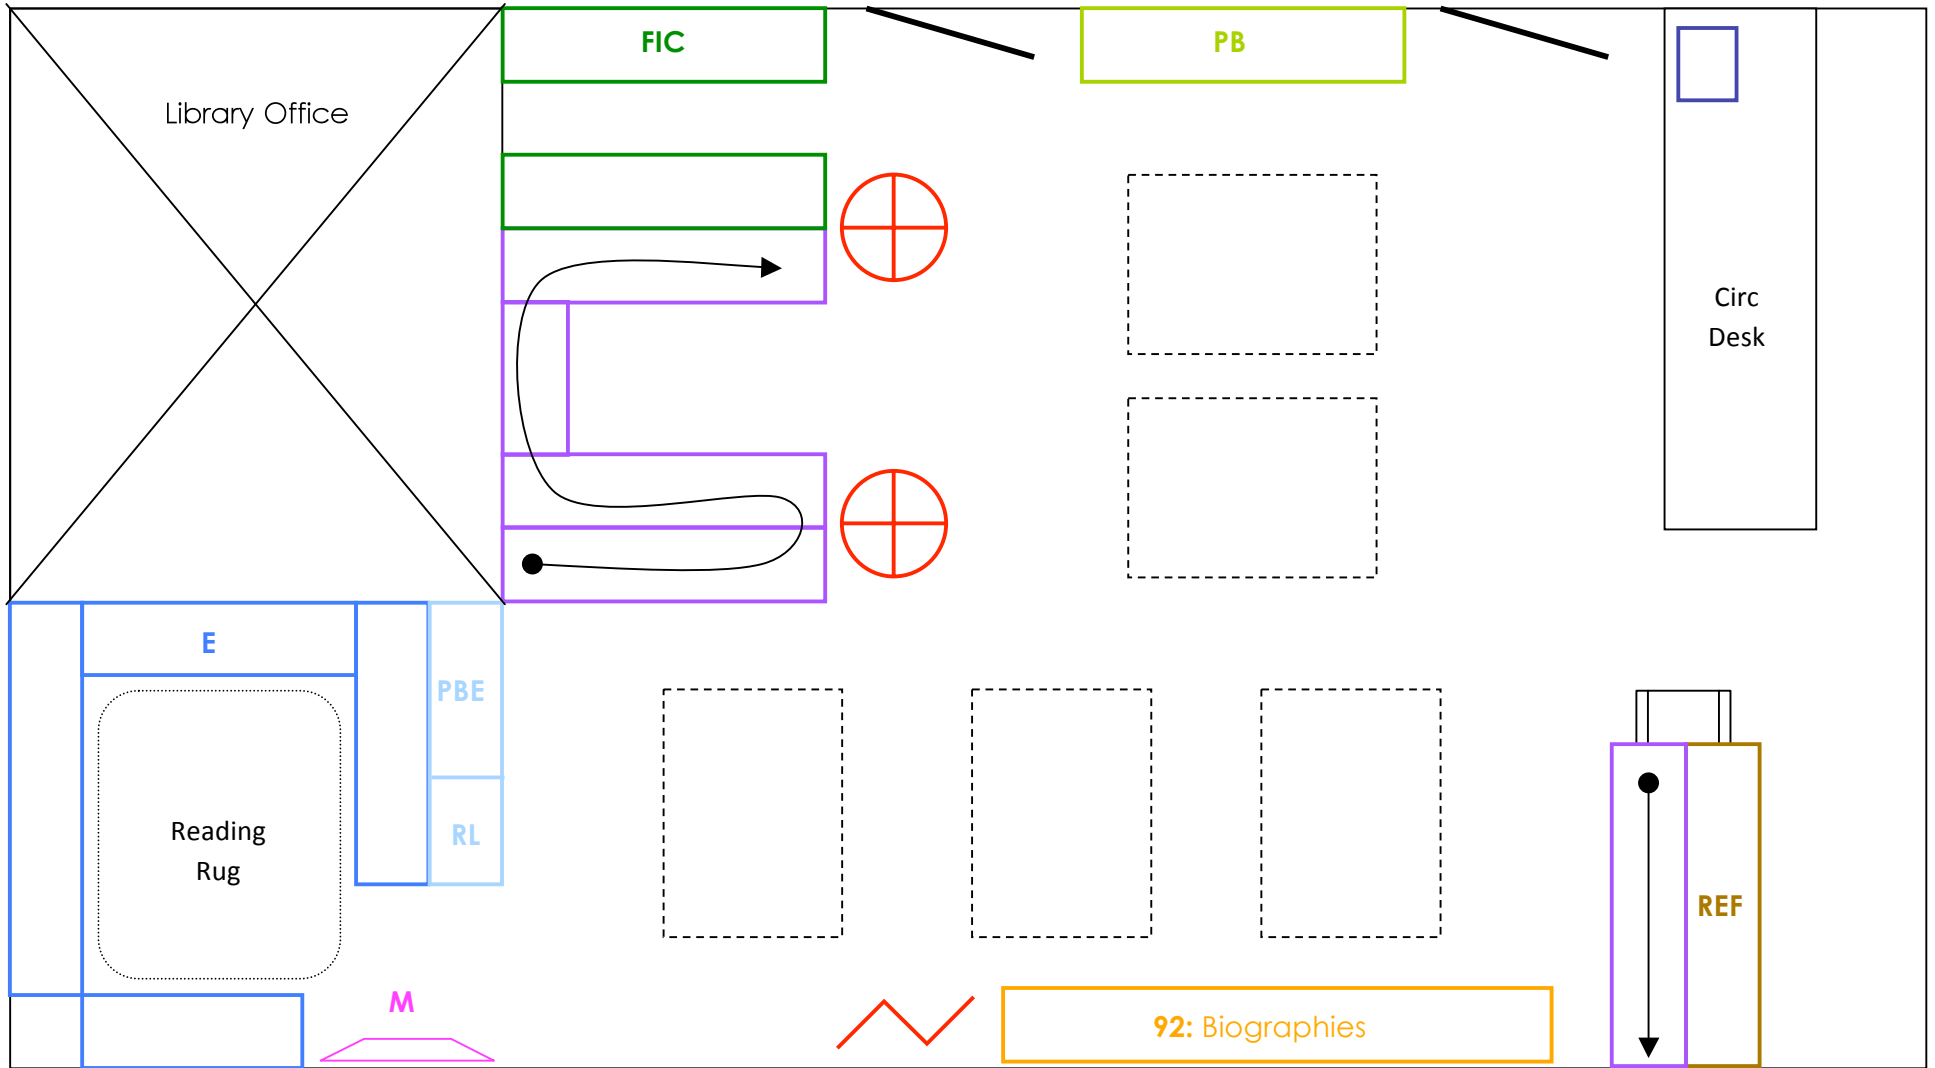 FIC
PB
Library Office
Circ
Desk
E
PBE
Reading
Rug
RL
REF
M
92: Biographies